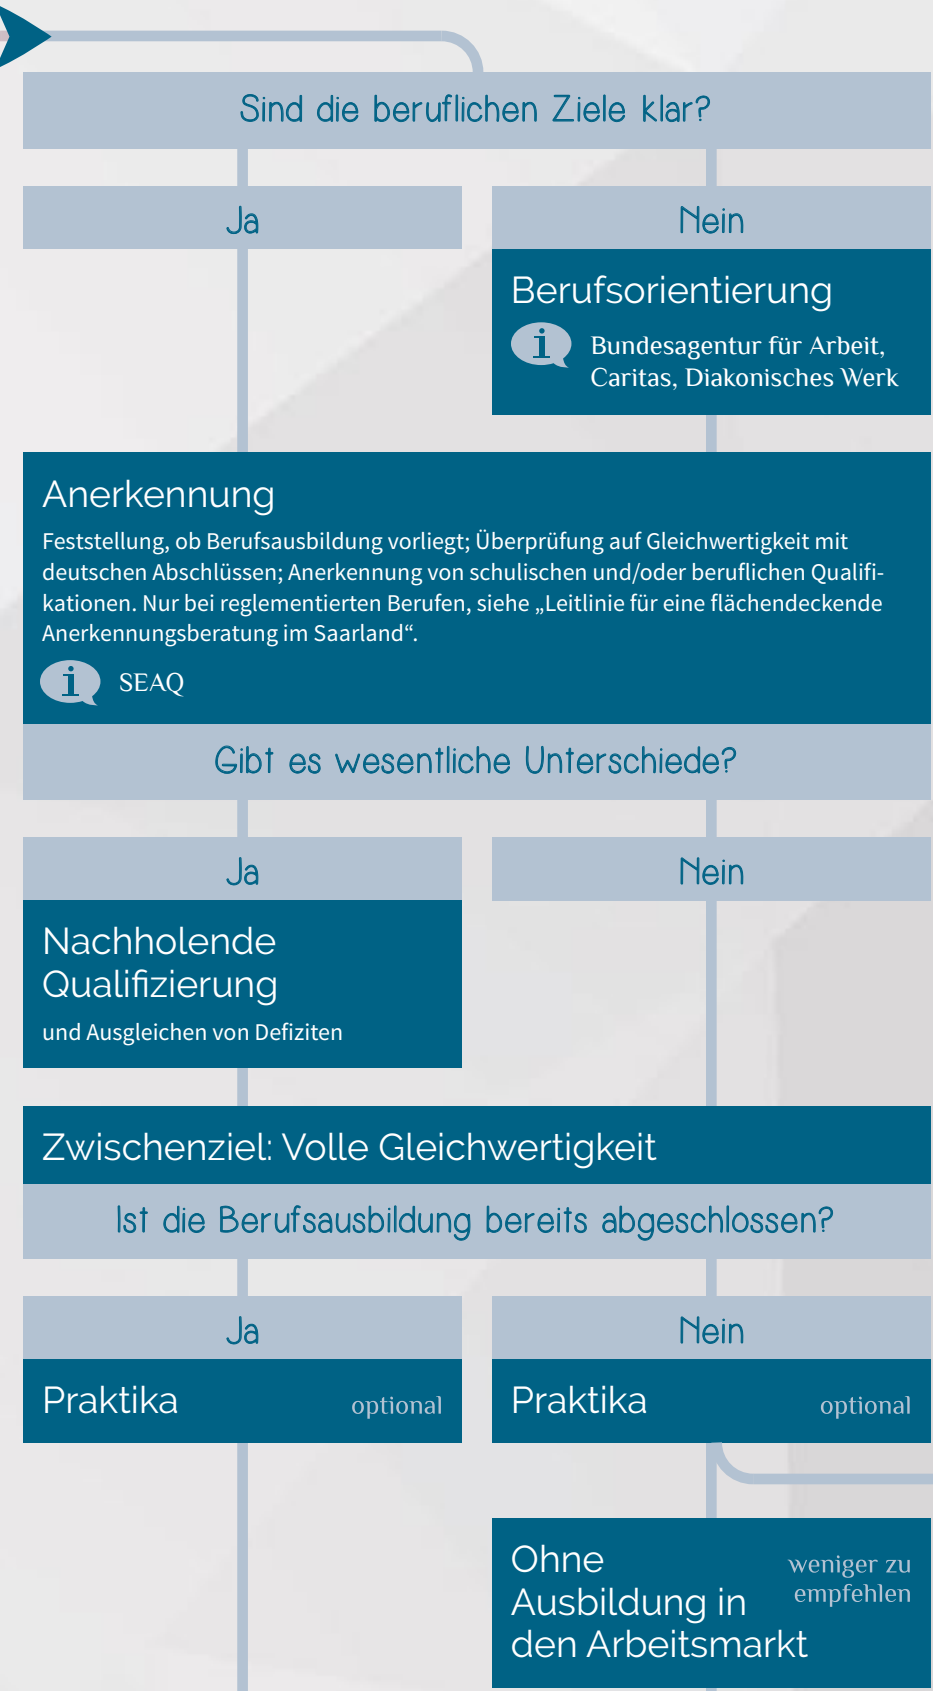 Sind die beruflichen Ziele klar?
Ja
Nein
Berufsorientierung
i
Bundesagentur für Arbeit,
Caritas, Diakonisches Werk
Anerkennung
Feststellung, ob Berufsausbildung vorliegt; Überprüfung auf Gleichwertigkeit mit
deutschen Abschlüssen; Anerkennung von schulischen und/oder beruflichen Qualifi-
kationen. Nur bei reglementierten Berufen, siehe „Leitlinie für eine flächendeckende
Anerkennungsberatung im Saarland“.
i
SEAQ
Gibt es wesentliche Unterschiede?
Ja
Nein
Nachholende
Qualifizierung
und Ausgleichen von Defiziten
Zwischenziel: Volle Gleichwertigkeit
Ist die Berufsausbildung bereits abgeschlossen?
Ja
Nein
Praktika
optional
Praktika
optional
Ohne
Ausbildung in
den Arbeitsmarkt
weniger zu
empfehlen